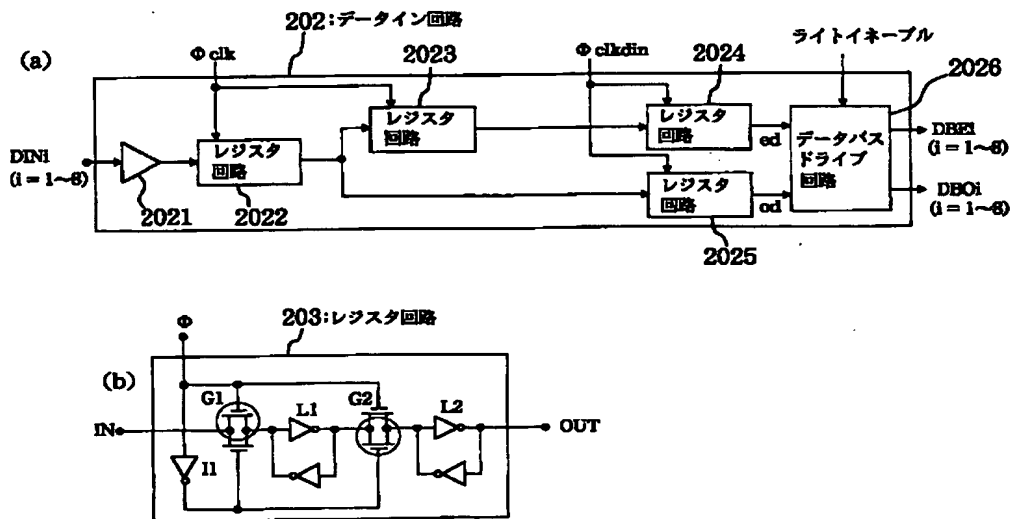 202:データイン回路
(a)
Φ clk
2023
Φ clkdin
2024
ライトイネーブル
2026
レジスタ
回路
レジスタ
回路
ed
データバス
ドライブ
回路
DBEi
(i = 1~8)
DINi
(i = 1~8)
レジスタ
回路
2021
2022
レジスタ
回路
od
DBOi
(i = 1~8)
2025
Φ
203:レジスタ回路
(b)
G1
L1
G2
L2
IN
OUT
I1